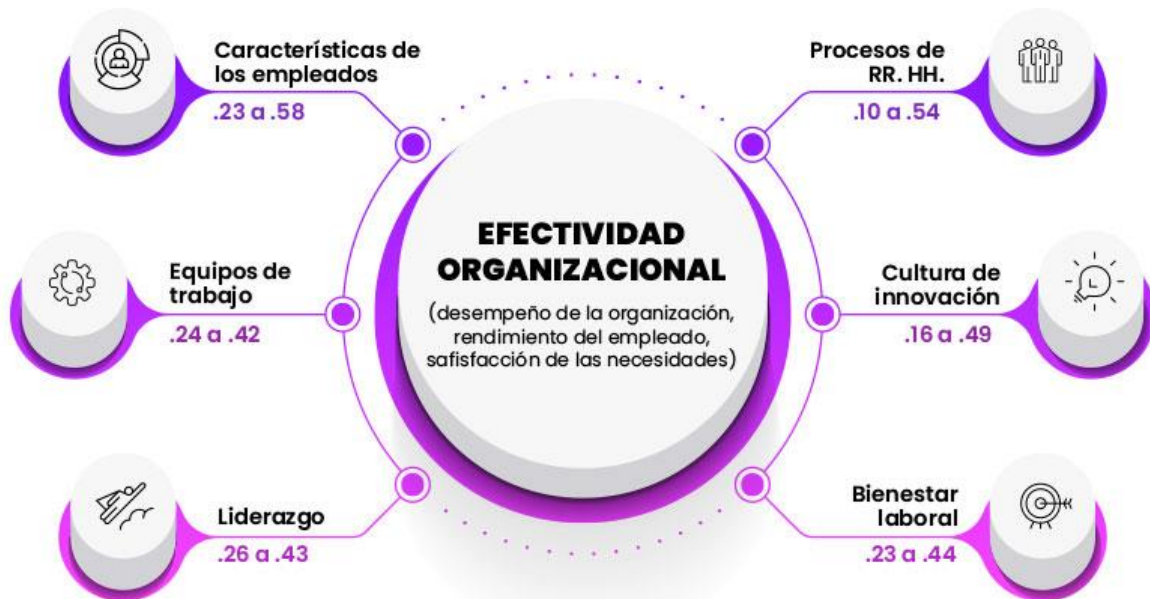 Características de
los empleados
.23 a .58
Equipos de
trabajo
.24 a .42
Liderazgo
.26 a .43
EFECTIVIDAD
ORGANIZACIONAL
(desempeño de la organización,
rendimiento del empleado,
safisfacción de las necesidades)
Procesos de
RR. HH.
.10 a .54
Cultura de
innovación
.16 a .49
Bienestar
laboral
.23 a .44